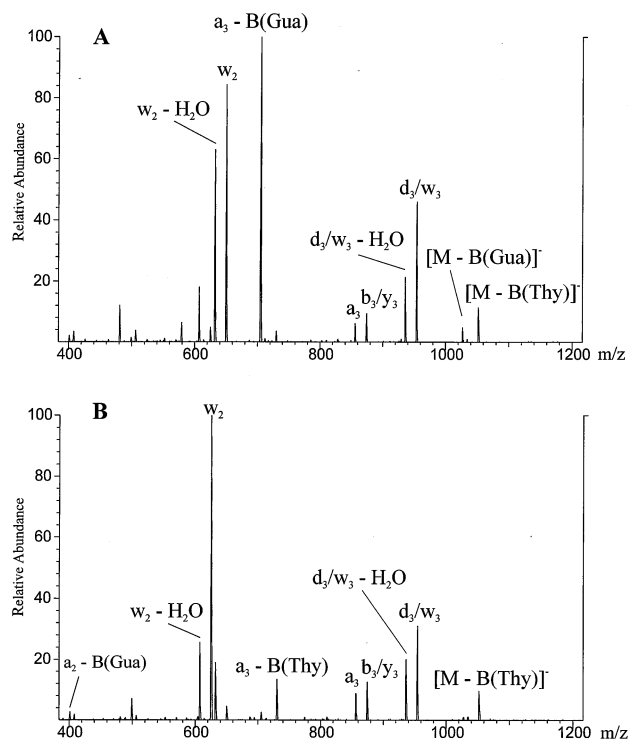 A
a₃ - B(Gua)
w₂
w₂ - H₂O
d₃/w₃
d₃/w₃ - H₂O
[M - B(Gua)]⁻
[M - B(Thy)]⁻
a₃
b₃/y₃
Relative Abundance
100
80
60
40
20
400
600
800
1000
1200
m/z
B
w₂
w₂ - H₂O
d₃/w₃ - H₂O
d₃/w₃
a₂ - B(Gua)
a₃ - B(Thy)
a₃
b₃/y₃
[M - B(Thy)]⁻
Relative Abundance
100
80
60
40
20
400
600
800
1000
1200
m/z